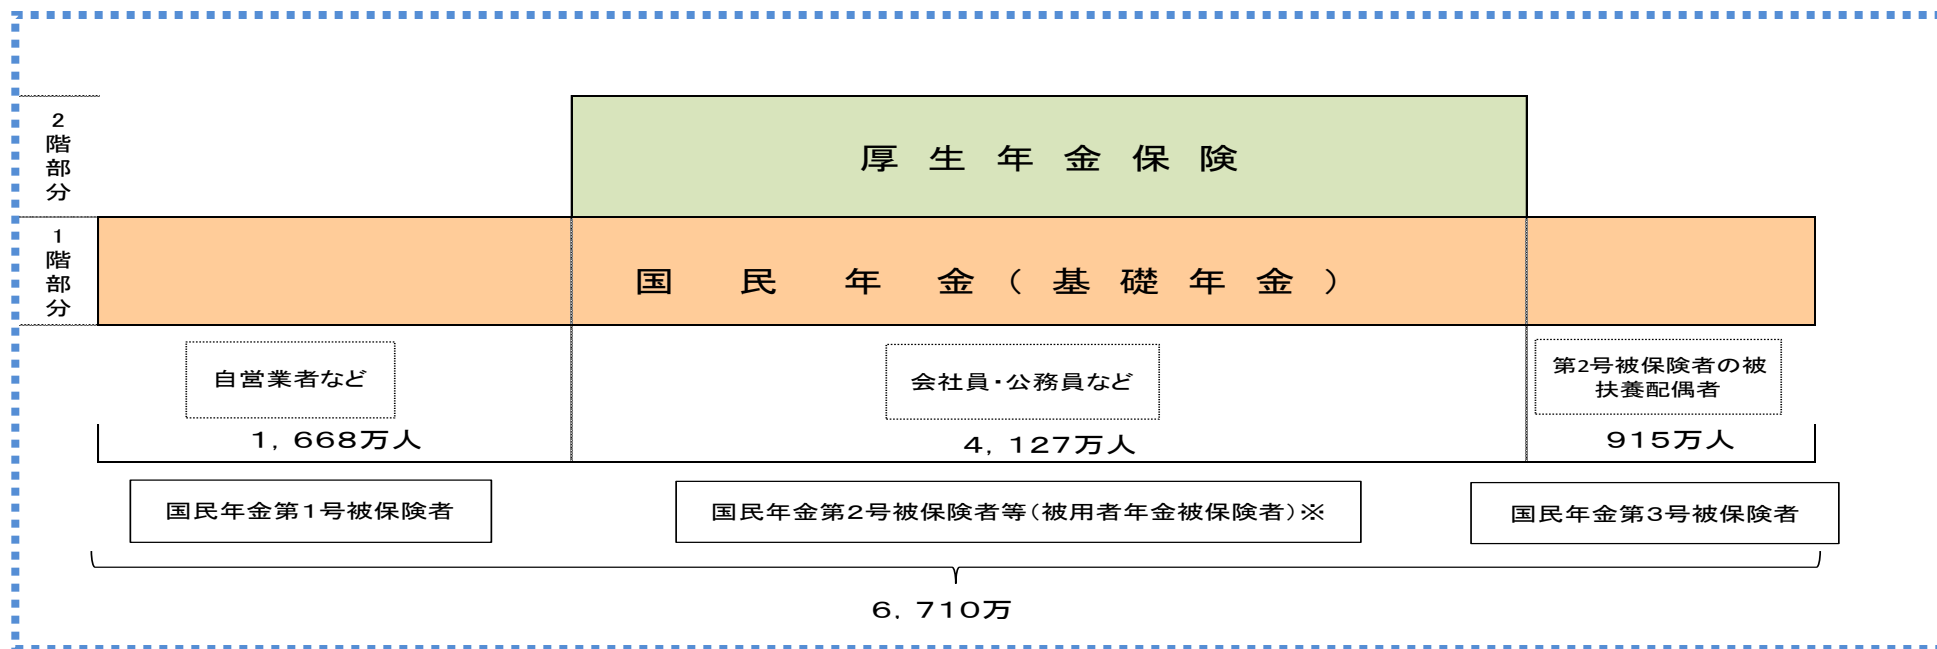 2階部分
厚生年金保険
1階部分
国民年金(基礎年金)
自営業者など
会社員・公務員など
第2号被保険者の被
扶養配偶者
1,668万人
4,127万人
915万人
国民年金第1号被保険者
国民年金第2号被保険者等(被用者年金被保険者)※
国民年金第3号被保険者
6,710万